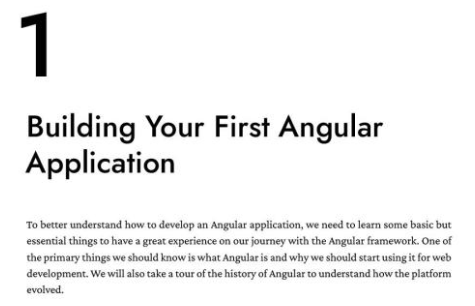 1
Building Your First Angular
Application
To better understand how to develop an Angular application, we need to learn some basic but
essential things to have a great experience on our journey with the Angular framework. One of
the primary things we should know is what Angular is and why we should start using it for web
development. We will also take a tour of the history of Angular to understand how the platform
evolved.